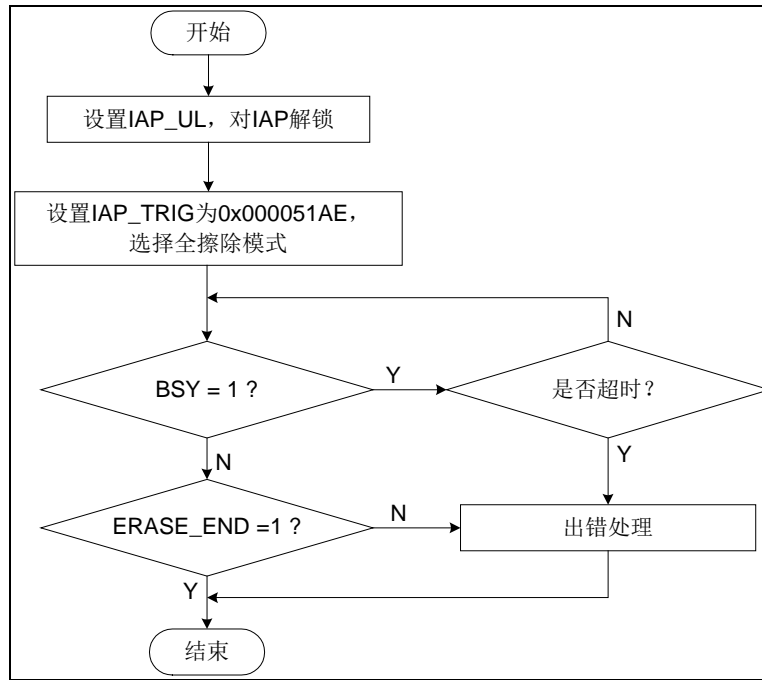 开始
设置IAP_UL，对IAP解锁
设置IAP_TRIG为0x000051AE，
选择全擦除模式
N
BSY = 1 ?
Y
是否超时？
N
Y
ERASE_END =1 ?
N
出错处理
Y
结束